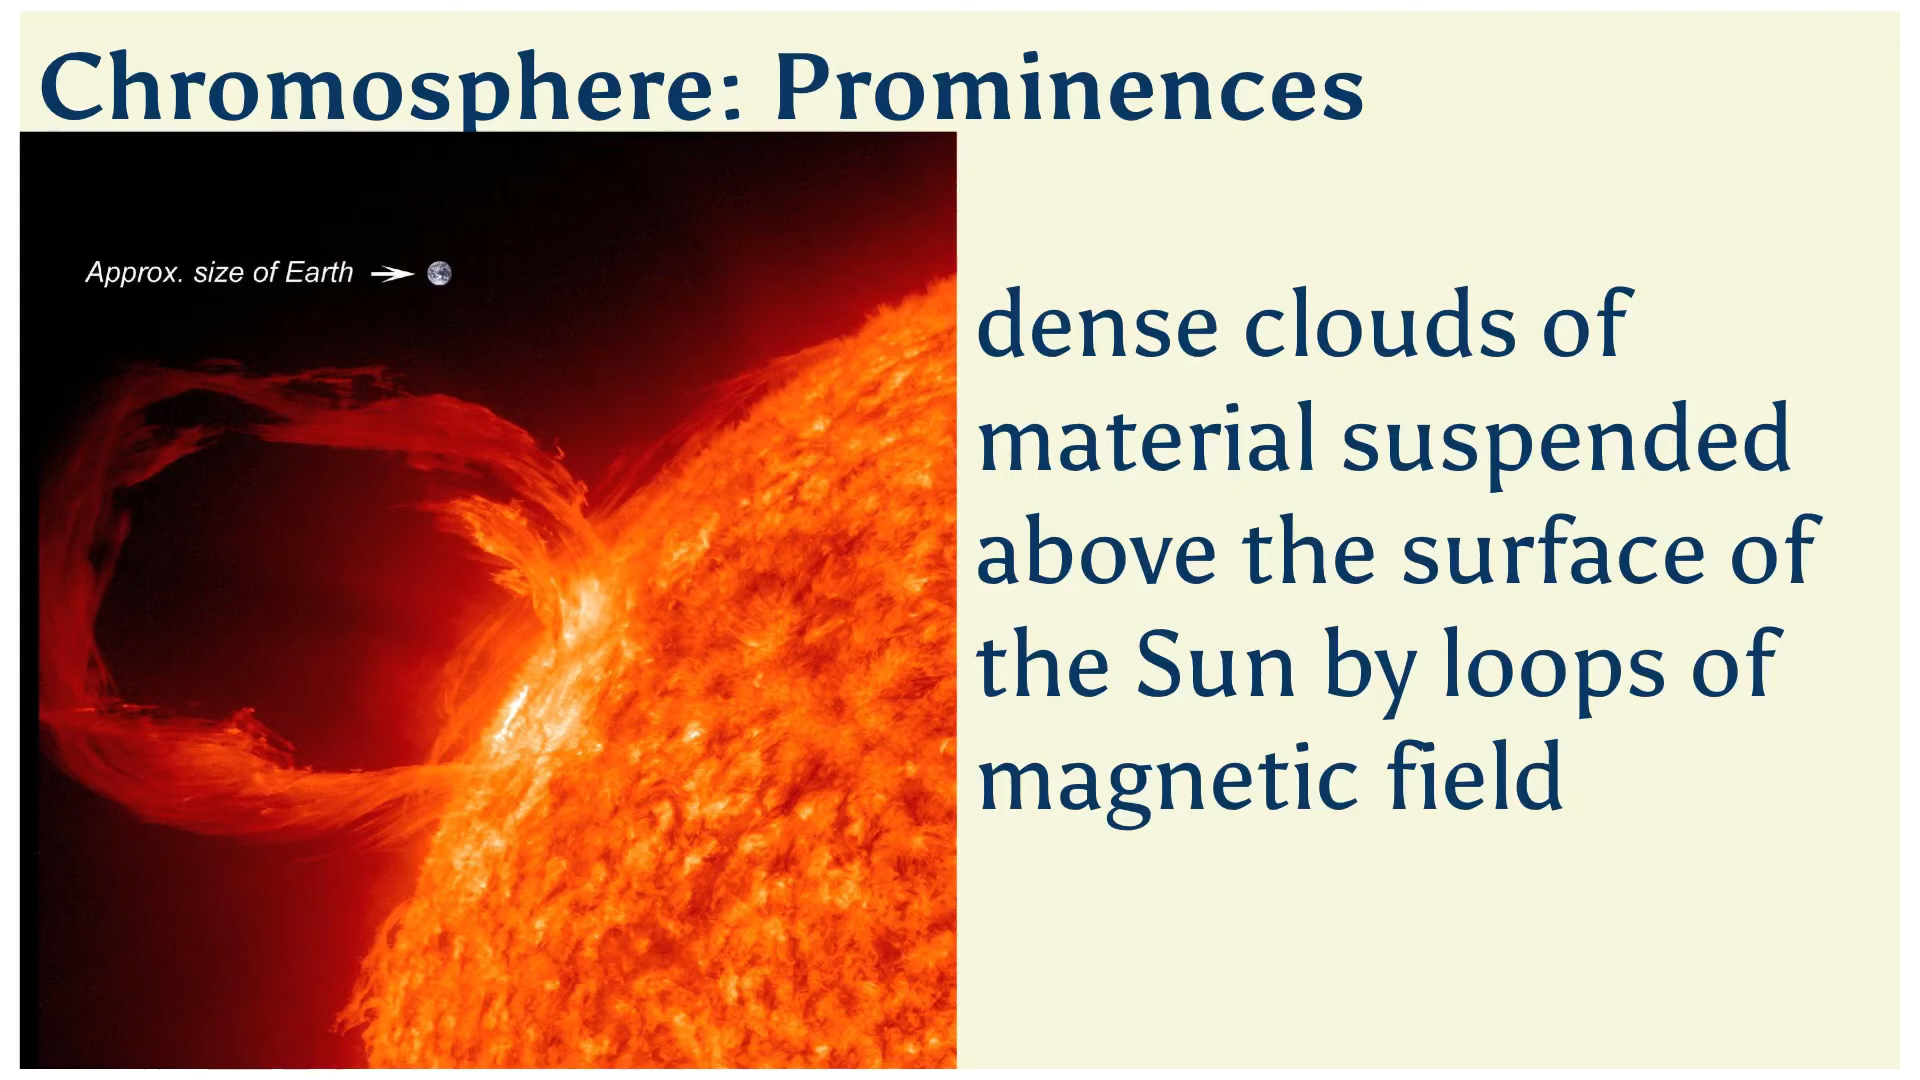 Chromosphere: Prominences
Approx. size of Earth
dense clouds of
material suspended
above the surface of
the Sun by loops of
magnetic field